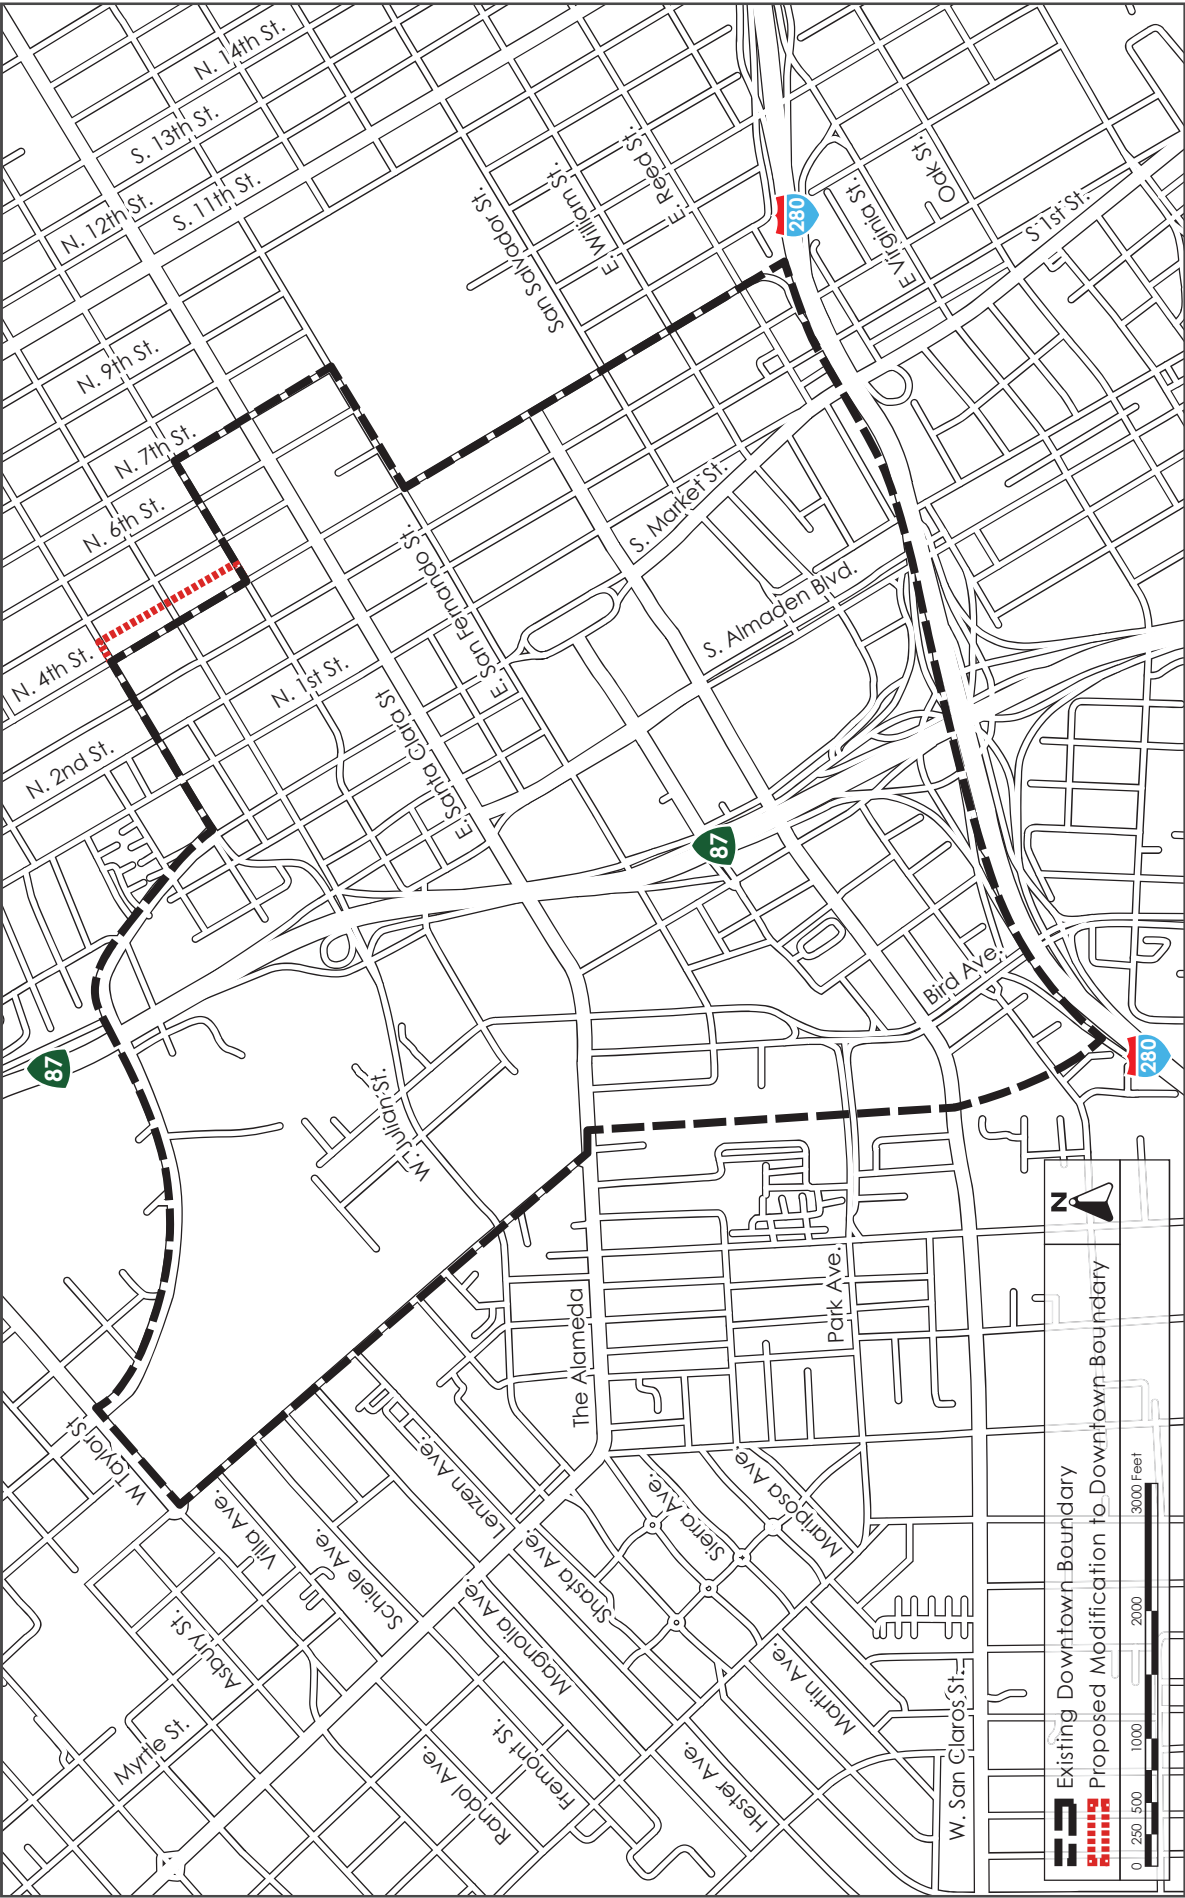 N. 14th St.
S. 13th St.
N. 12th St.
S. 11th St.
N. 9th St.
N. 7th St.
N. 6th St.
N. 4th St.
N. 2nd St.
N. 1st St.
E. Santa Clara St
E. San Fernando St.
San Salvador St.
E. William St.
E. Reed St.
280
E Virginia St.
Oak St.
S 1st St.
S. Market St.
S. Almaden Blvd.
87
87
Bird Ave.
280
W. Julian St.
The Alameda
Park Ave.
W Taylor St
Villa Ave.
Schiele Ave.
Lenzen Ave.
Asbury St.
Myrtle St.
Magnolia Ave.
Shasta Ave.
Sierra Ave.
Mariposa Ave.
Martin Ave.
Hester Ave.
Fremont St.
Randol Ave.
W. San Claros St.
N
Existing Downtown Boundary
Proposed Modification to Downtown Boundary
0 250 500 1000 2000 3000 Feet